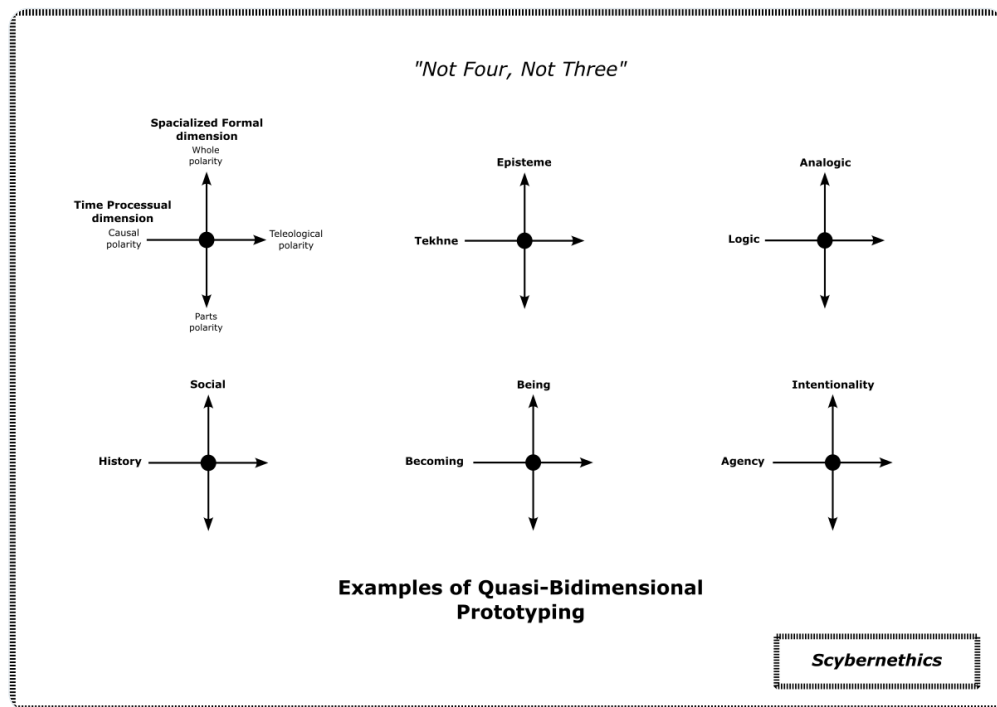 "Not Four, Not Three"
Spacialized Formal
dimension
Whole
polarity
Time Processual
dimension
Causal
polarity
Teleological
polarity
Parts
polarity
Episteme
Tekhne
Analogic
Logic
Social
History
Being
Becoming
Intentionality
Agency
Examples of Quasi-Bidimensional
Prototyping
Scybernethics